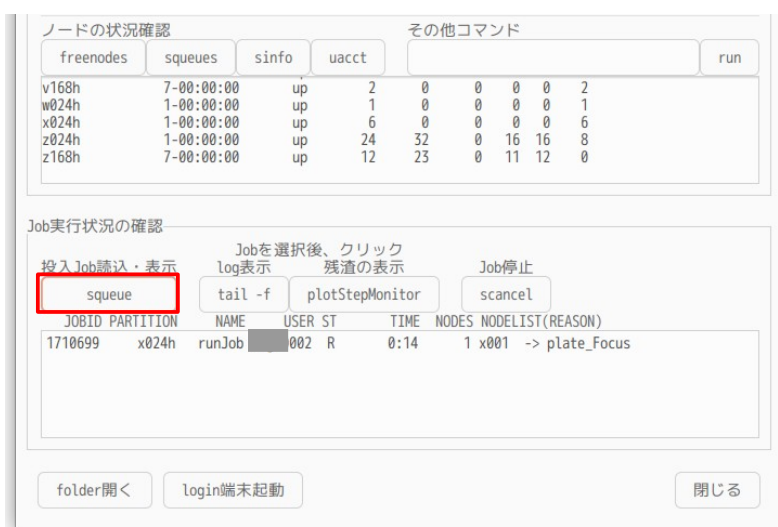 ノードの状況確認 その他コマンド
freenodes squeues sinfo uacct run
v168h 7-00:00:00 up 2 0 0 0 0 2
w024h 1-00:00:00 up 1 0 0 0 0 1
x024h 1-00:00:00 up 6 0 0 0 0 6
z024h 1-00:00:00 up 24 32 0 16 16 8
z168h 7-00:00:00 up 12 23 0 11 12 0
Job実行状況の確認
Jobを選択後、クリック
投入Job読込・表示 log表示 残渣の表示 Job停止
squeue tail -f plotStepMonitor scancel
JOBID PARTITION NAME USER ST TIME NODES NODELIST(REASON)
1710699 x024h runJob 002 R 0:14 1 x001 -> plate_Focus
folder開く login端末起動 閉じる